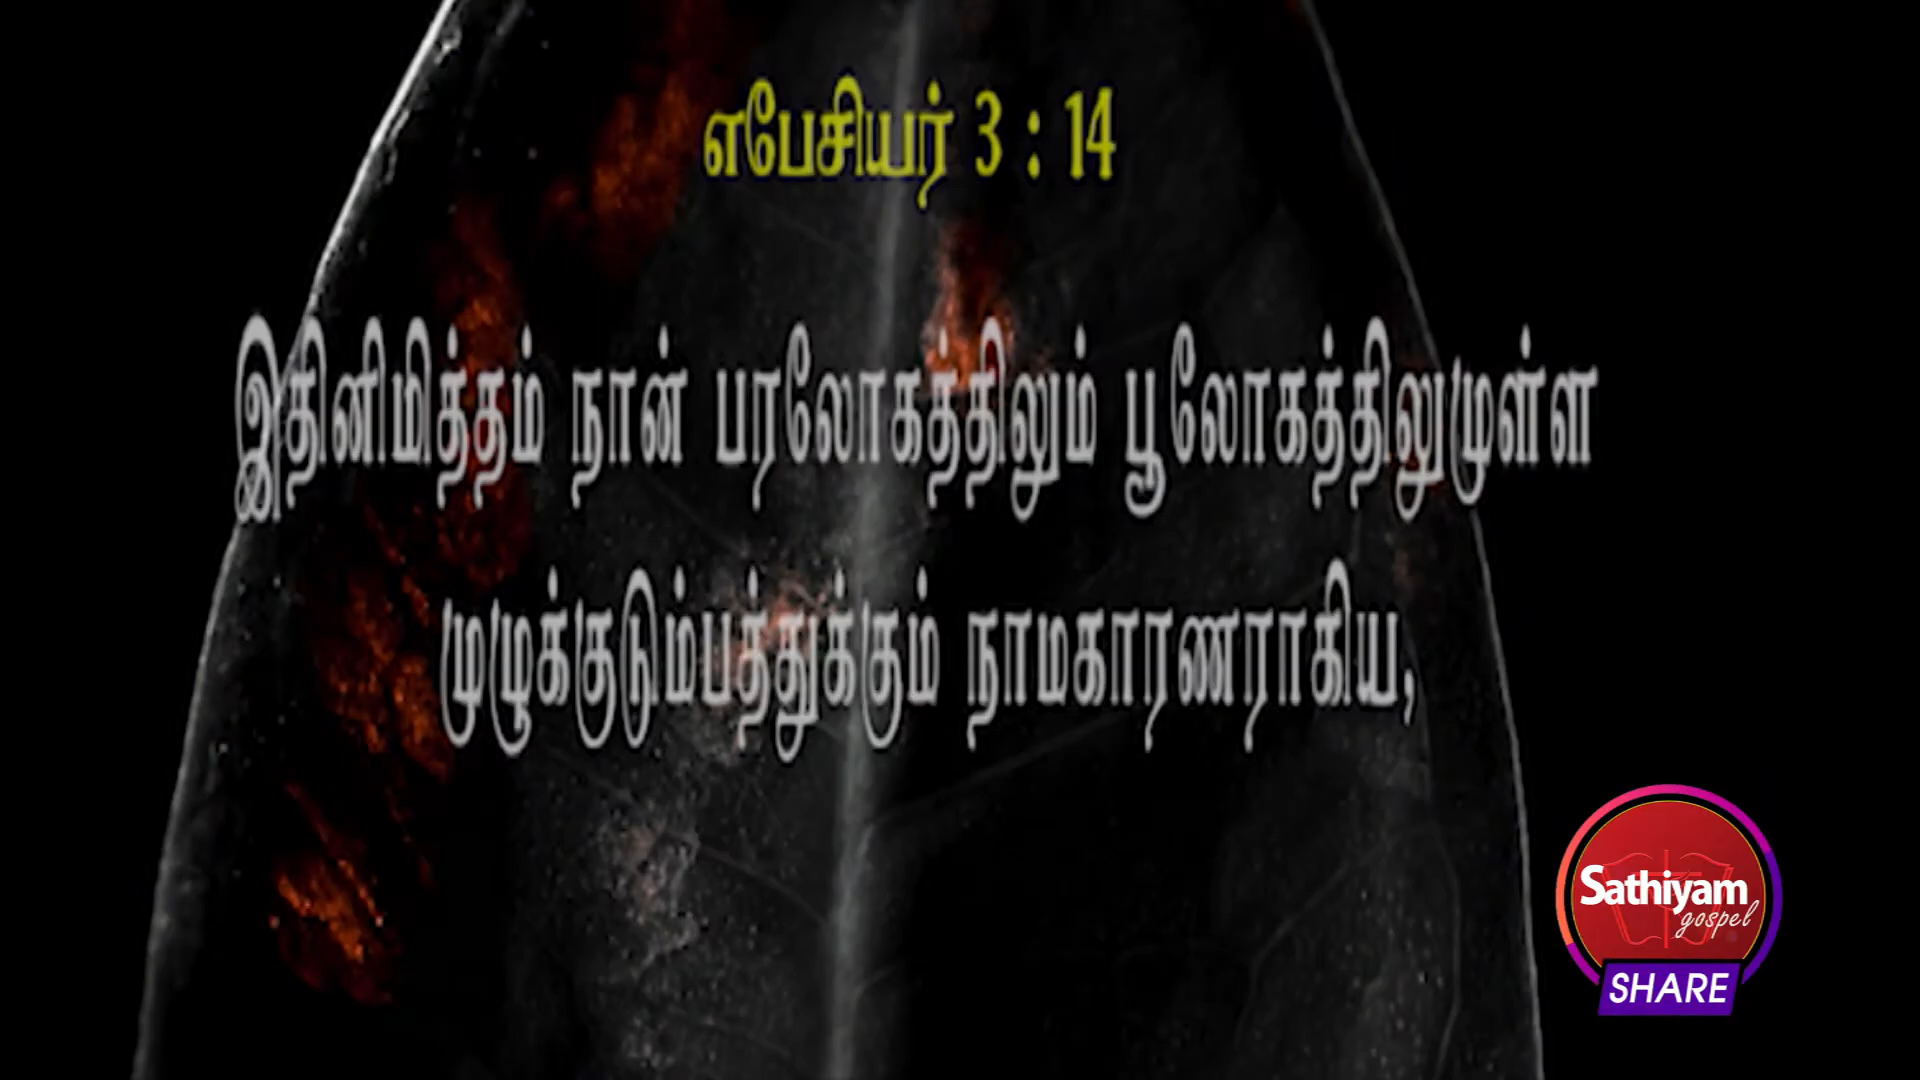 எபேசியர் 3 : 14
இதினிமித்தம் நான் பரலோகத்திலும் பூலோகத்திலுமுள்ள
முழுக்குடும்பத்துக்கும் நாமகாரணராகிய,
Sathiyam
gospel
SHARE